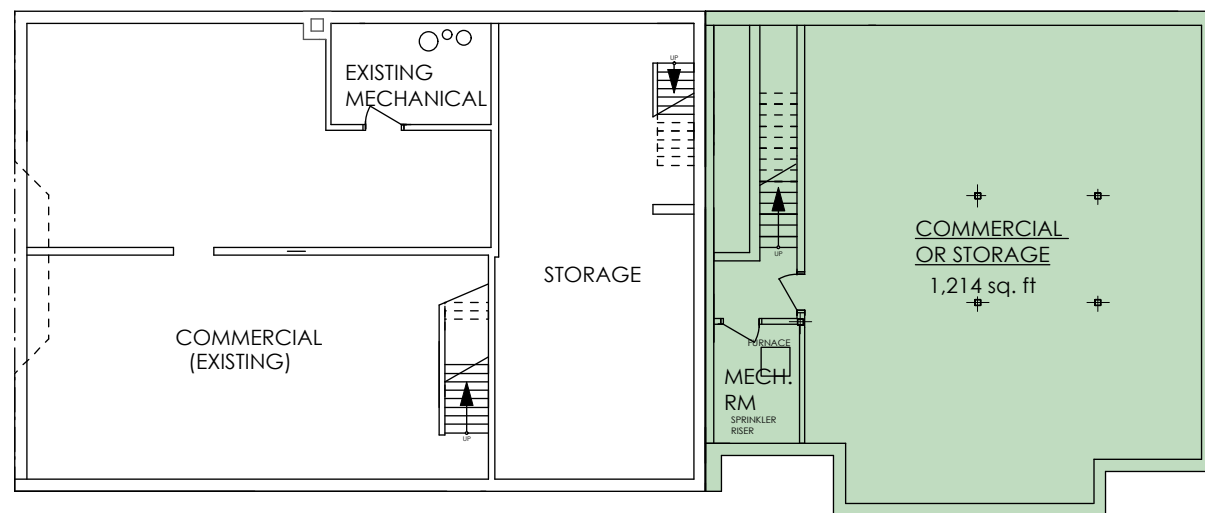 EXISTING
MECHANICAL
UP
STORAGE
COMMERCIAL
(EXISTING)
UP
UP
COMMERCIAL
OR STORAGE
1,214 sq. ft
FURNACE
MECH.
RM
SPRINKLER
RISER